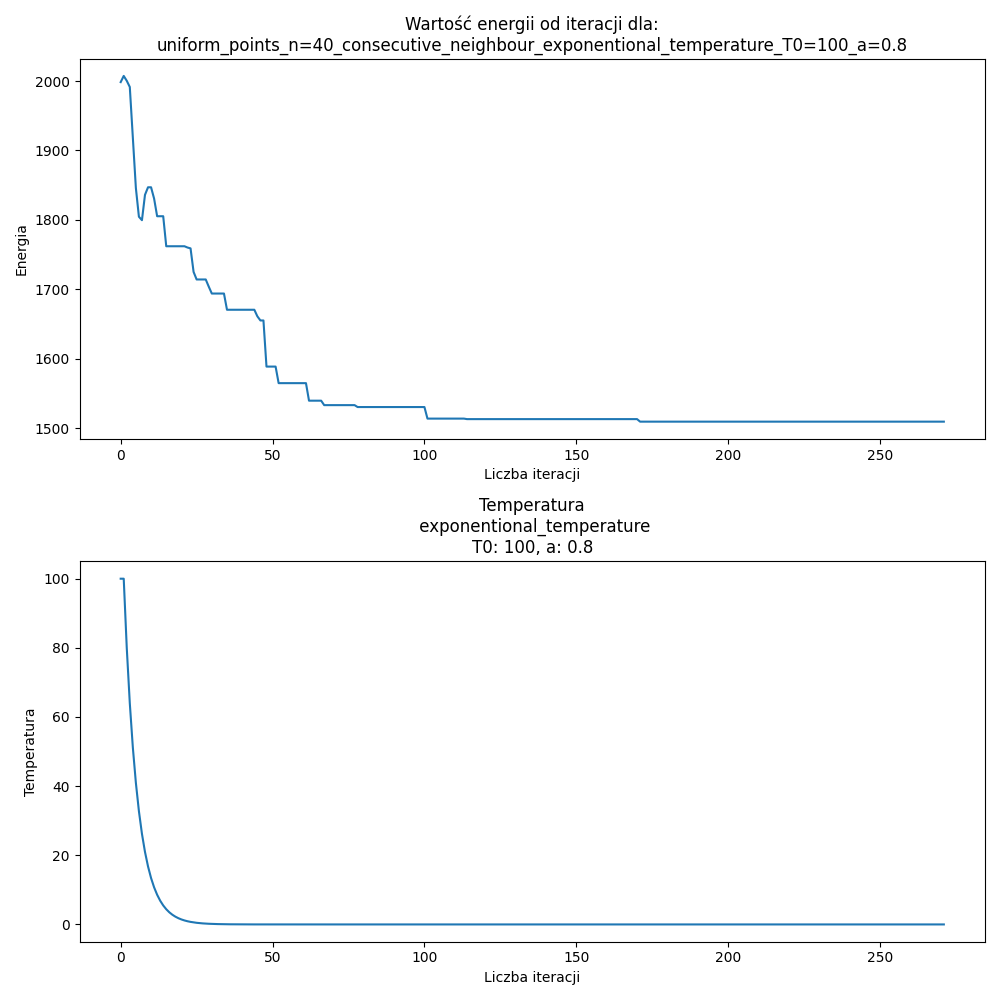 Wartość energii od iteracji dla:
uniform_points_n=40_consecutive_neighbour_exponentional_temperature_T0=100_a=0.8
2000
1900
1800
1700
1600
1500
Energia
0 50 100 150 200 250
Liczba iteracji
Temperatura
exponentional_temperature
T0: 100, a: 0.8
100
80
60
40
20
0
Temperatura
0 50 100 150 200 250
Liczba iteracji